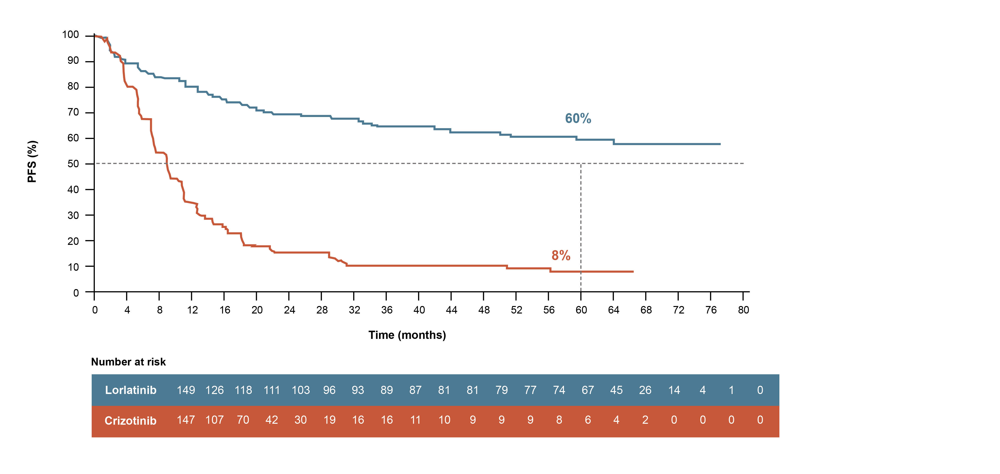 100
90
80
70
60
50
40
30
20
10
0
PFS (%)
60%
8%
0 4 8 12 16 20 24 28 32 36 40 44 48 52 56 60 64 68 72 76 80
Time (months)
Number at risk
Lorlatinib 149 126 118 111 103 96 93 89 87 81 81 79 77 74 67 45 26 14 4 1 0
Crizotinib 147 107 70 42 30 19 16 16 11 10 9 9 9 8 6 4 2 0 0 0 0